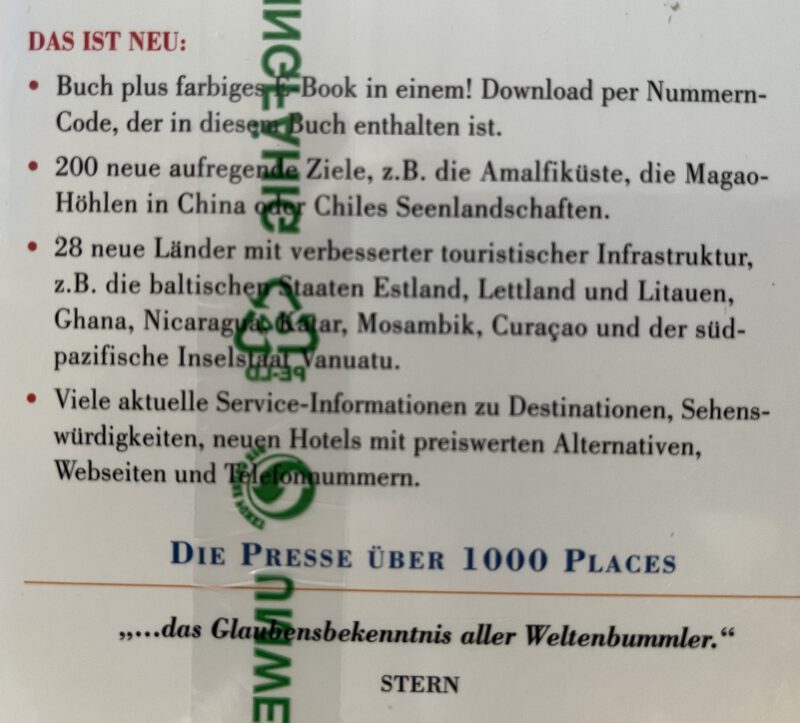 DAS IST NEU:
• Buch plus farbiges E-Book in einem! Download per Nummern-
Code, der in diesem Buch enthalten ist.
• 200 neue aufregende Ziele, z.B. die Amalfiküste, die Magao-
Höhlen in China oder Chiles Seenlandschaften.
• 28 neue Länder mit verbesserter touristischer Infrastruktur,
z.B. die baltischen Staaten Estland, Lettland und Litauen,
Ghana, Nicaragua, Katar, Mosambik, Curaçao und der süd-
pazifische Inselstaat Vanuatu.
• Viele aktuelle Service-Informationen zu Destinationen, Sehens-
würdigkeiten, neuen Hotels mit preiswerten Alternativen,
Webseiten und Telefonnummern.
DIE PRESSE ÜBER 1000 PLACES
„...das Glaubensbekenntnis aller Weltenbummler.“
STERN